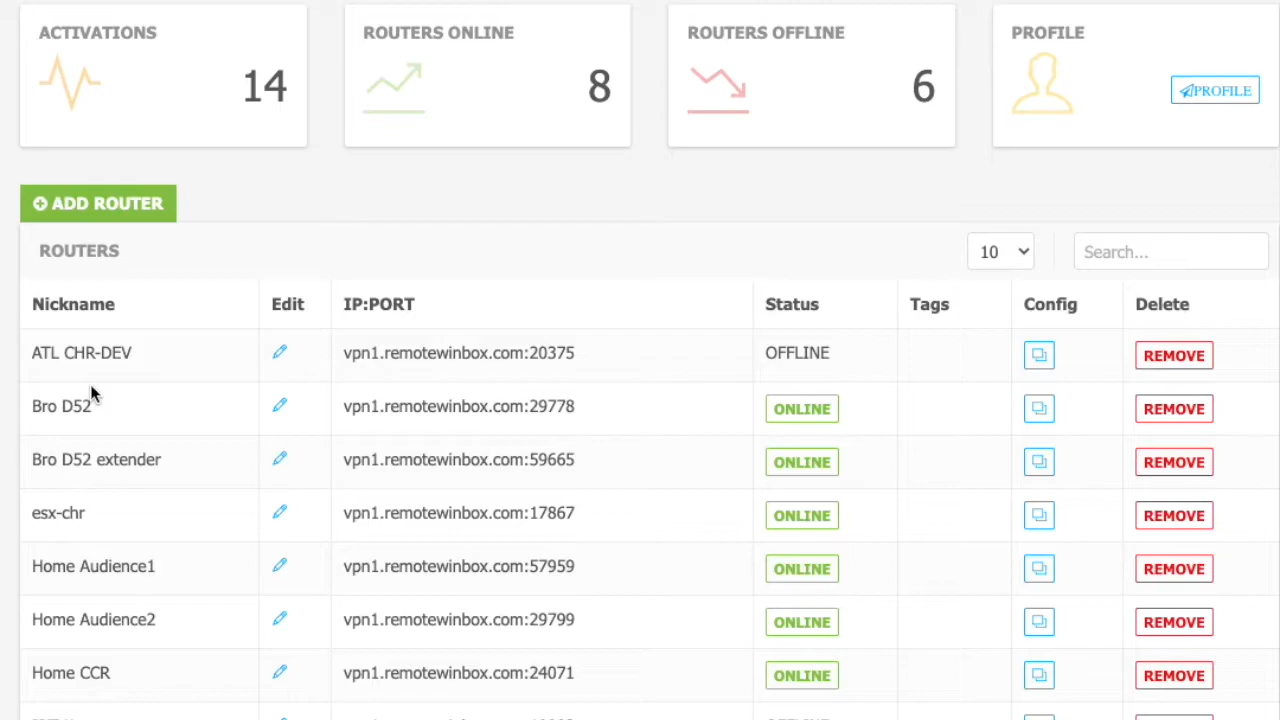 ACTIVATIONS ROUTERS ONLINE ROUTERS OFFLINE PROFILE
14 8 6 PROFILE
ADD ROUTER
ROUTERS 10 Search...
Nickname Edit IP:PORT Status Tags Config Delete
ATL CHR-DEV vpn1.remotewinbox.com:20375 OFFLINE REMOVE
Bro D52 vpn1.remotewinbox.com:29778 ONLINE REMOVE
Bro D52 extender vpn1.remotewinbox.com:59665 ONLINE REMOVE
esx-chr vpn1.remotewinbox.com:17867 ONLINE REMOVE
Home Audience1 vpn1.remotewinbox.com:57959 ONLINE REMOVE
Home Audience2 vpn1.remotewinbox.com:29799 ONLINE REMOVE
Home CCR vpn1.remotewinbox.com:24071 ONLINE REMOVE